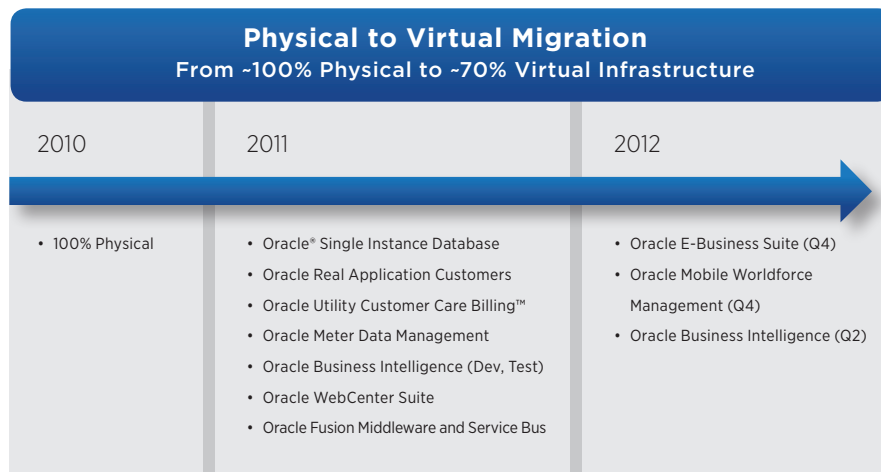 Physical to Virtual Migration
From ~100% Physical to ~70% Virtual Infrastructure
2010
2011
2012
• 100% Physical
• Oracle® Single Instance Database
• Oracle Real Application Customers
• Oracle Utility Customer Care Billing™
• Oracle Meter Data Management
• Oracle Business Intelligence (Dev, Test)
• Oracle WebCenter Suite
• Oracle Fusion Middleware and Service Bus
• Oracle E-Business Suite (Q4)
• Oracle Mobile Worldforce
Management (Q4)
• Oracle Business Intelligence (Q2)